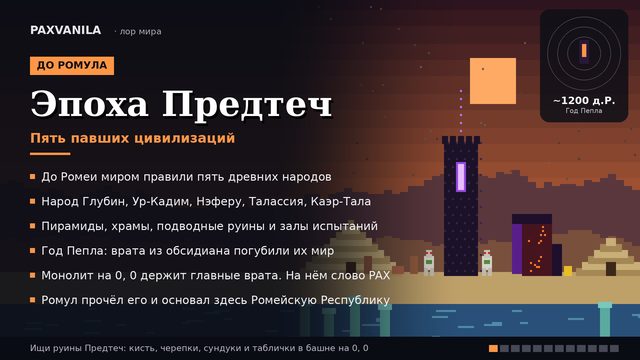 PAXVANILA · лор мира
ДО РОМУЛА
Эпоха Предтеч
Пять павших цивилизаций
До Ромеи миром правили пять древних народов
Народ Глубин, Ур-Кадим, Нэферу, Талассия, Каэр-Тала
Пирамиды, храмы, подводные руины и залы испытаний
Год Пепла: врата из обсидиана погубили их мир
Монолит на 0, 0 держит главные врата. На нём слово PAX
Ромул прочёл его и основал здесь Ромейскую Республику
~1200 д.Р.
Год Пепла
Ищи руины Предтеч: кисть, черепки, сундуки и таблички в башне на 0, 0